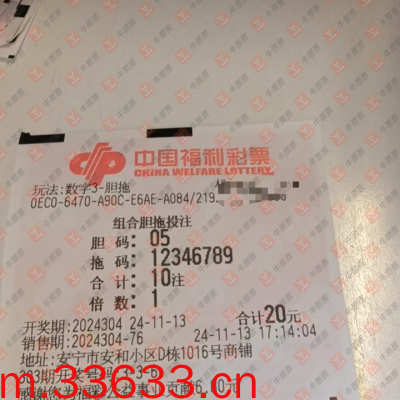 中国福利彩票
CHINA WELFARE LOTTERY
玩法:数字3-胆拖
0EC0-6470-A90C-E6AE-A084/219
组合胆拖投注
胆 码: 05
拖 码: 12346789
合 计: 10注
倍 数: 1
合计20元
开奖期: 2024304 24-11-13
销售期: 2024304-76 24-11-13 17:14:04
地址: 安宁市安和小区D栋1016号商铺
m.33633.cn